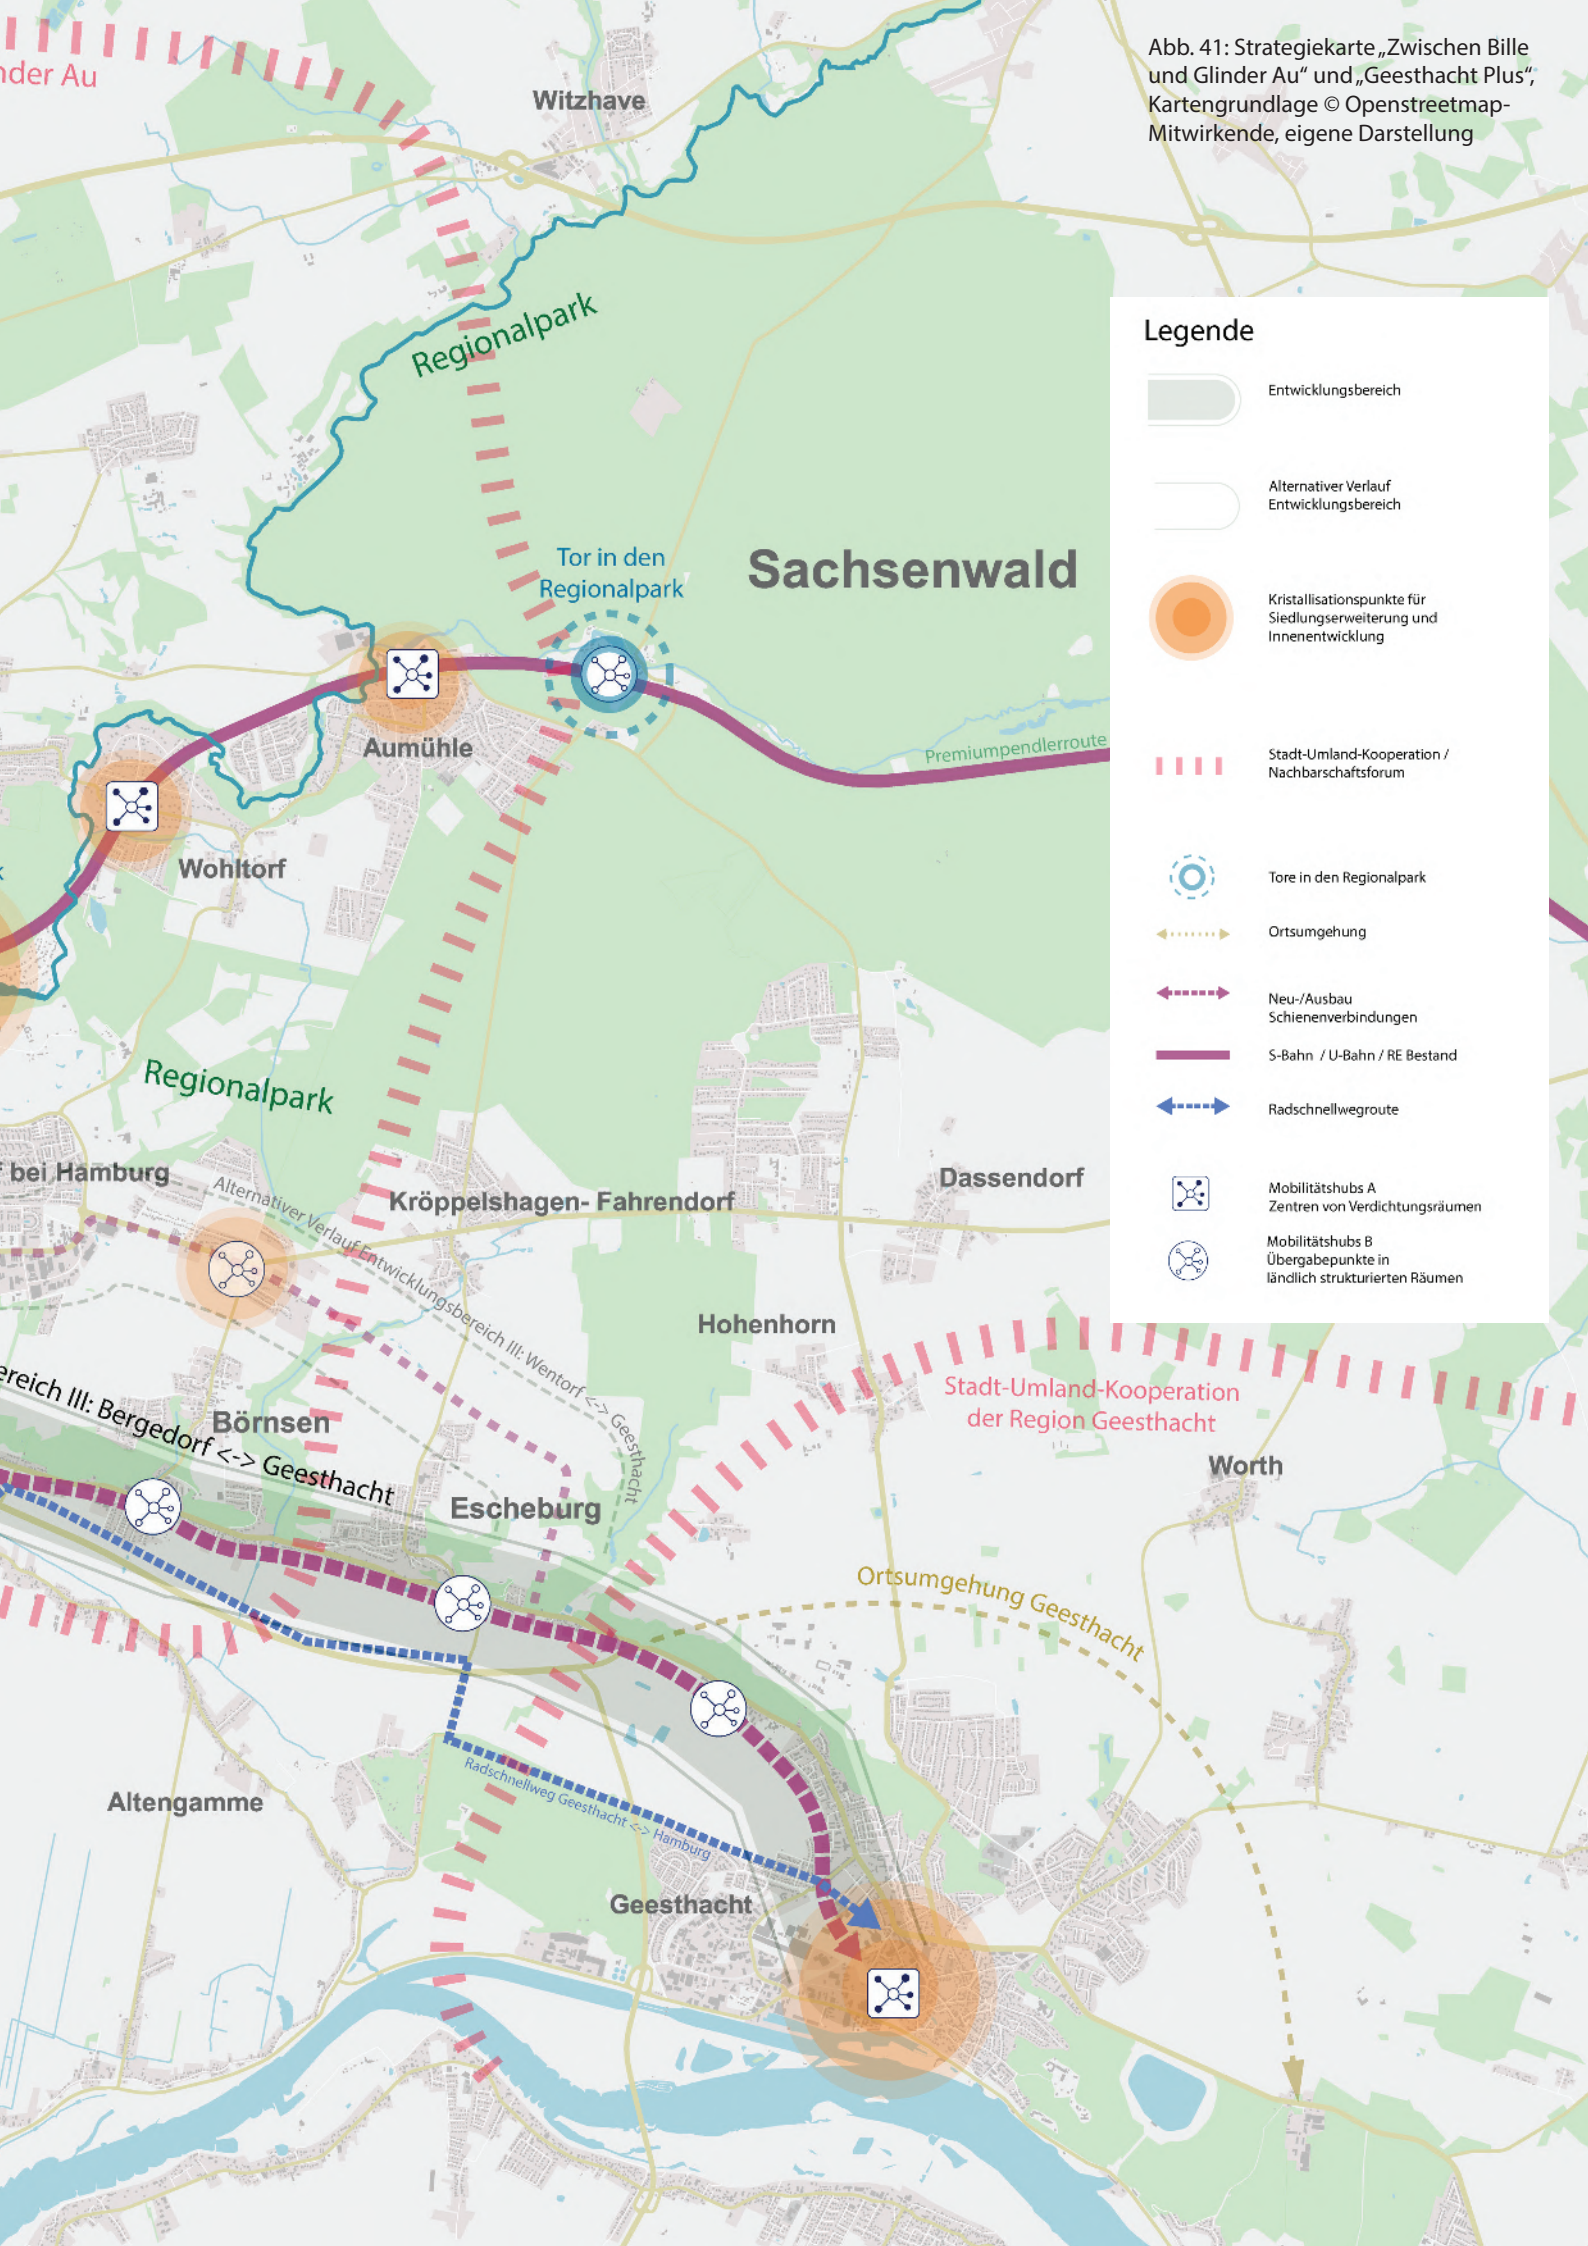 Abb. 41: Strategiekarte „Zwischen Bille
und Glinder Au“ und „Geesthacht Plus“,
Kartengrundlage © Openstreetmap-
Mitwirkende, eigene Darstellung
nder Au
Witzhave
Regionalpark
Tor in den
Regionalpark
Sachsenwald
Aumühle
Premiumpendlerroute
Wohltorf
Regionalpark
bei Hamburg
Alternativer Verlauf Entwicklungsbereich III: Wentorf <-> Geesthacht
Kröppelshagen- Fahrendorf
Dassendorf
Hohenhorn
Stadt-Umland-Kooperation
der Region Geesthacht
ereich III: Bergedorf <-> Geesthacht
Börnsen
Escheburg
Worth
Ortsumgehung Geesthacht
Radschnellweg Geesthacht <-> Hamburg
Altengamme
Geesthacht
Legende
Entwicklungsbereich
Alternativer Verlauf
Entwicklungsbereich
Kristallisationspunkte für
Siedlungserweiterung und
Innenentwicklung
Stadt-Umland-Kooperation /
Nachbarschaftsforum
Tore in den Regionalpark
Ortsumgehung
Neu-/Ausbau
Schienenverbindungen
S-Bahn / U-Bahn / RE Bestand
Radschnellwegroute
Mobilitätshubs A
Zentren von Verdichtungsräumen
Mobilitätshubs B
Übergabepunkte in
ländlich strukturierten Räumen